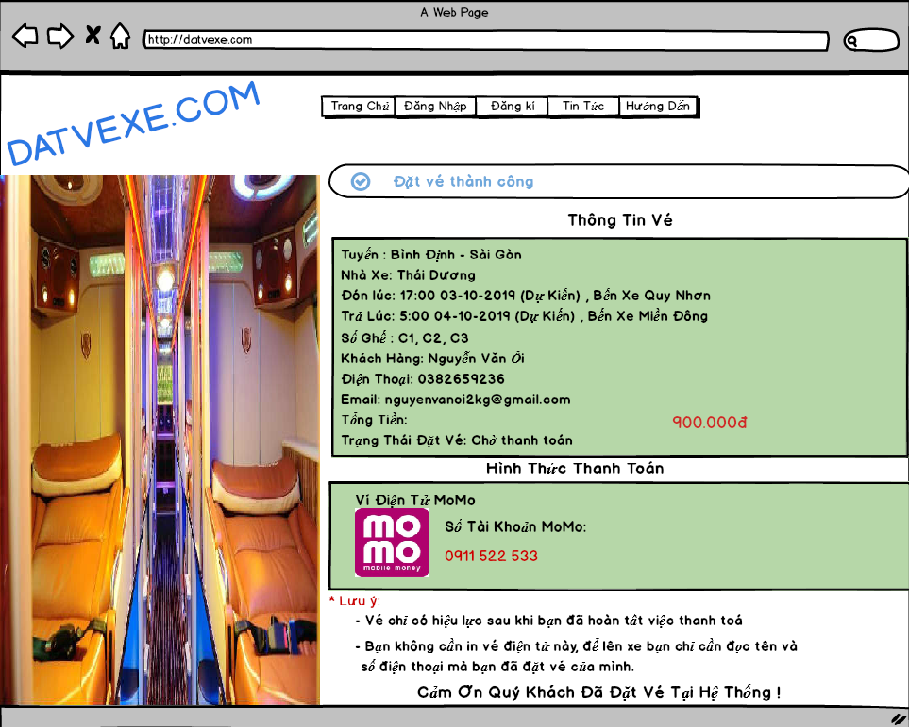 A Web Page
http://datvexe.com
DATVEXE.COM
Trang Chủ Đăng Nhập Đăng kí Tin Tức Hướng Dẫn
Đặt vé thành công
Thông Tin Vé
Tuyến : Bình Định - Sài Gòn
Nhà Xe: Thái Dương
Đón lúc: 17:00 03-10-2019 (Dự Kiến) , Bến Xe Quy Nhơn
Trả Lúc: 5:00 04-10-2019 (Dự Kiến) , Bến Xe Miền Đông
Số Ghế : C1, C2, C3
Khách Hàng: Nguyễn Văn Ổi
Điện Thoại: 0382659236
Email: nguyenvanoi2kg@gmail.com
Tổng Tiền: 900.000đ
Trạng Thái Đặt Vé: Chờ thanh toán
Hình Thức Thanh Toán
Ví Điện Tử MoMo
mo
mo
mobile money
Số Tài Khoản MoMo:
0911 522 533
* Lưu ý
- Vé chỉ có hiệu lực sau khi bạn đã hoàn tất việc thanh toá
- Bạn không cần in vé điện tử này, để lên xe bạn chỉ cần đọc tên và
số điện thoại mà bạn đã đặt vé của mình.
Cảm Ơn Quý Khách Đã Đặt Vé Tại Hệ Thống !